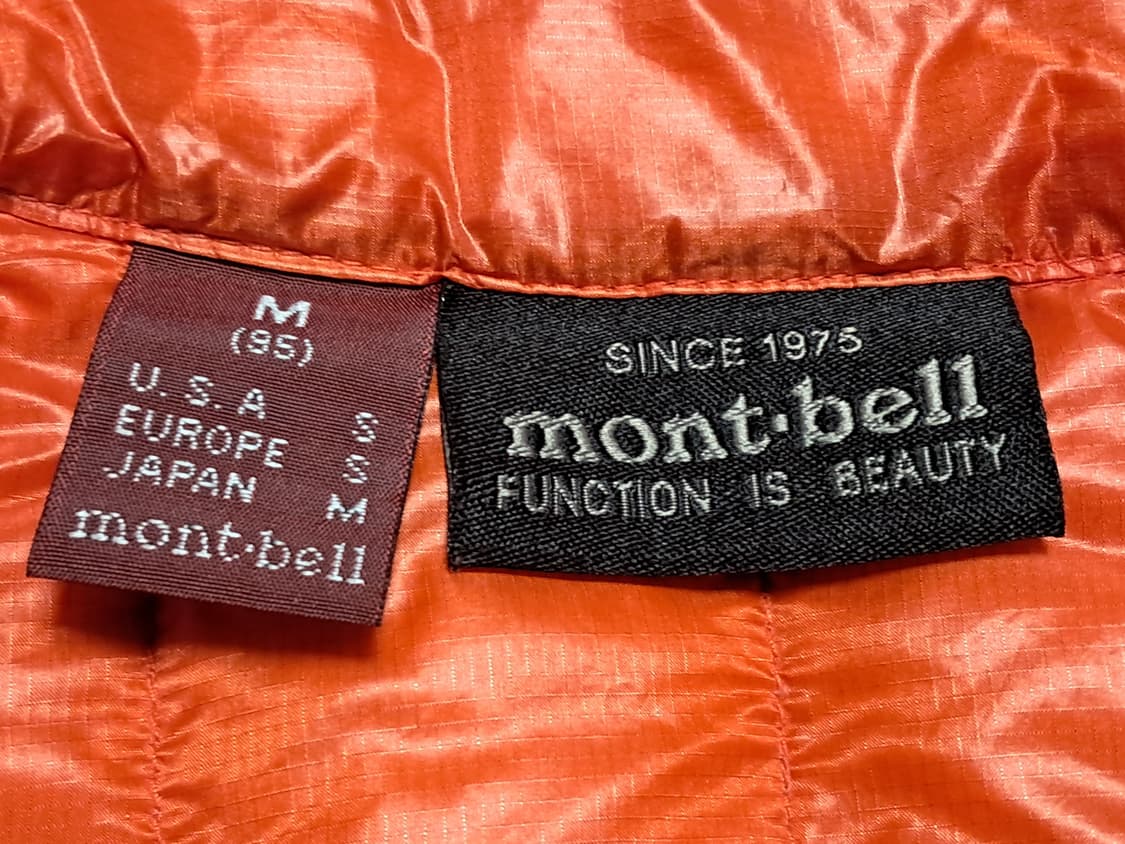 M
(95)
U.S.A S
EUROPE S
JAPAN M
mont·bell
SINCE 1975
mont·bell
FUNCTION IS BEAUTY